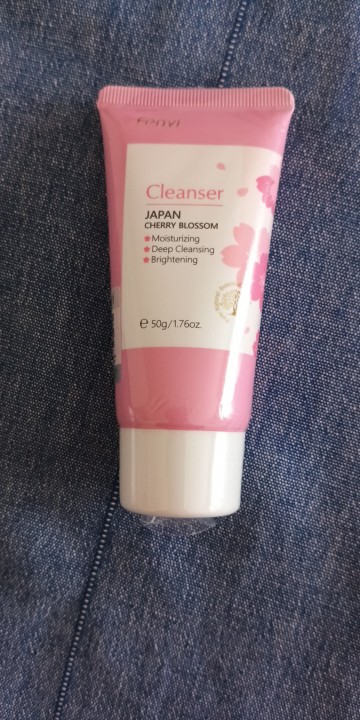 Fenyi
Cleanser
JAPAN
CHERRY BLOSSOM
Moisturizing
Deep Cleansing
Brightening
℮ 50g/1.76oz.